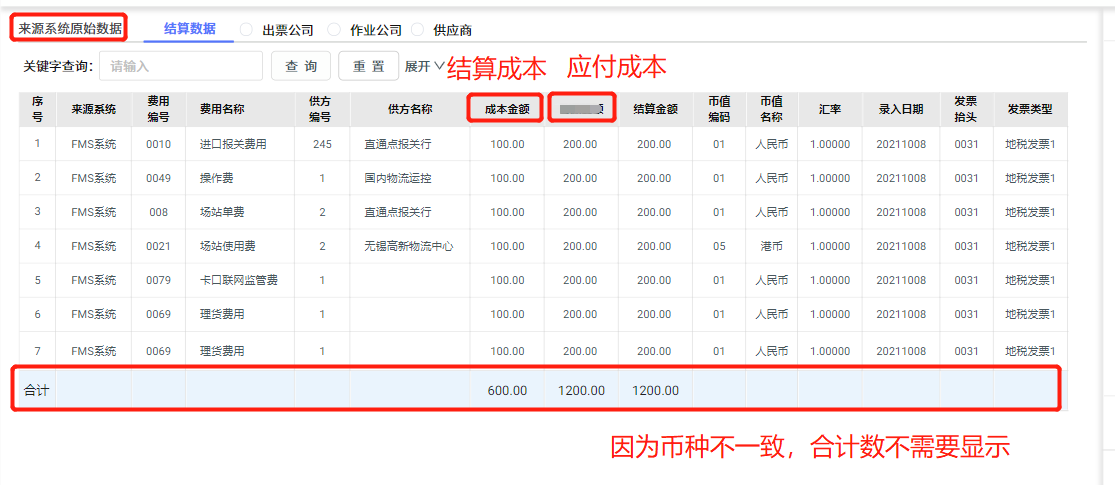 来源系统原始数据 结算数据 出票公司 作业公司 供应商
关键字查询： 请输入 查 询 重 置 展开 结算成本 应付成本
序号 来源系统 费用编号 费用名称 供方编号 供方名称 成本金额 额 结算金额 币值编码 币值名称 汇率 录入日期 发票抬头 发票类型
1 FMS系统 0010 进口报关费用 245 直通点报关行 100.00 200.00 200.00 01 人民币 1.00000 20211008 0031 地税发票1
2 FMS系统 0049 操作费 1 国内物流运控 100.00 200.00 200.00 01 人民币 1.00000 20211008 0031 地税发票1
3 FMS系统 008 场站单费 2 直通点报关行 100.00 200.00 200.00 01 人民币 1.00000 20211008 0031 地税发票1
4 FMS系统 0021 场站使用费 2 无锡高新物流中心 100.00 200.00 200.00 05 港币 1.00000 20211008 0031 地税发票1
5 FMS系统 0079 卡口联网监管费 1 100.00 200.00 200.00 01 人民币 1.00000 20211008 0031 地税发票1
6 FMS系统 0069 理货费用 1 100.00 200.00 200.00 01 人民币 1.00000 20211008 0031 地税发票1
7 FMS系统 0069 理货费用 1 100.00 200.00 200.00 01 人民币 1.00000 20211008 0031 地税发票1
合计 600.00 1200.00 1200.00
因为币种不一致，合计数不需要显示